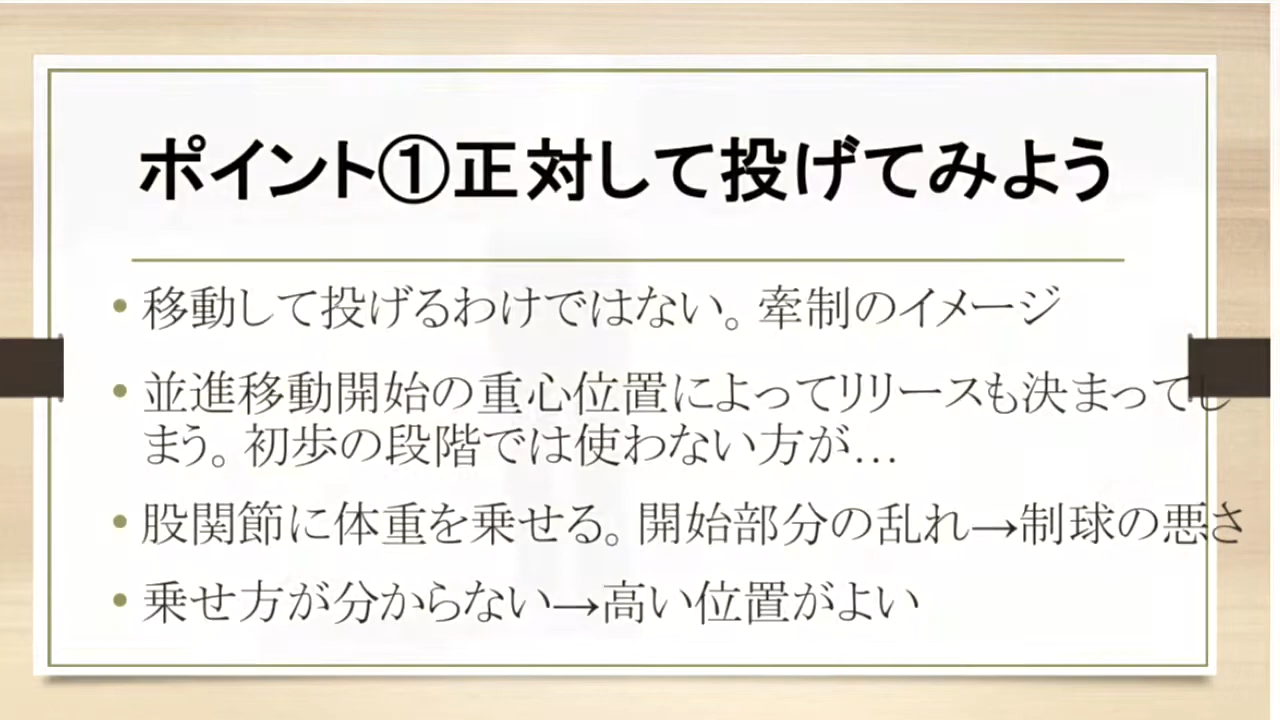 ポイント①正対して投げてみよう
・移動して投げるわけではない。牽制のイメージ
・並進移動開始の重心位置によってリリースも決まってし
まう。初歩の段階では使わない方が…
・股関節に体重を乗せる。開始部分の乱れ→制球の悪さ
・乗せ方が分からない→高い位置がよい